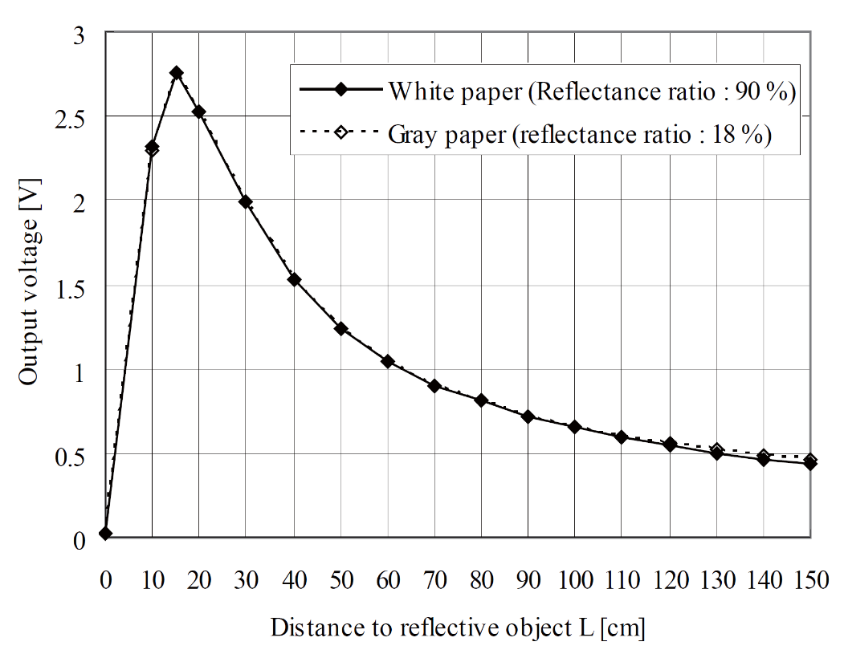 3
2.5
2
1.5
1
0.5
0
Output voltage [V]
White paper (Reflectance ratio : 90 %)
Gray paper (reflectance ratio : 18 %)
0 10 20 30 40 50 60 70 80 90 100 110 120 130 140 150
Distance to reflective object L [cm]